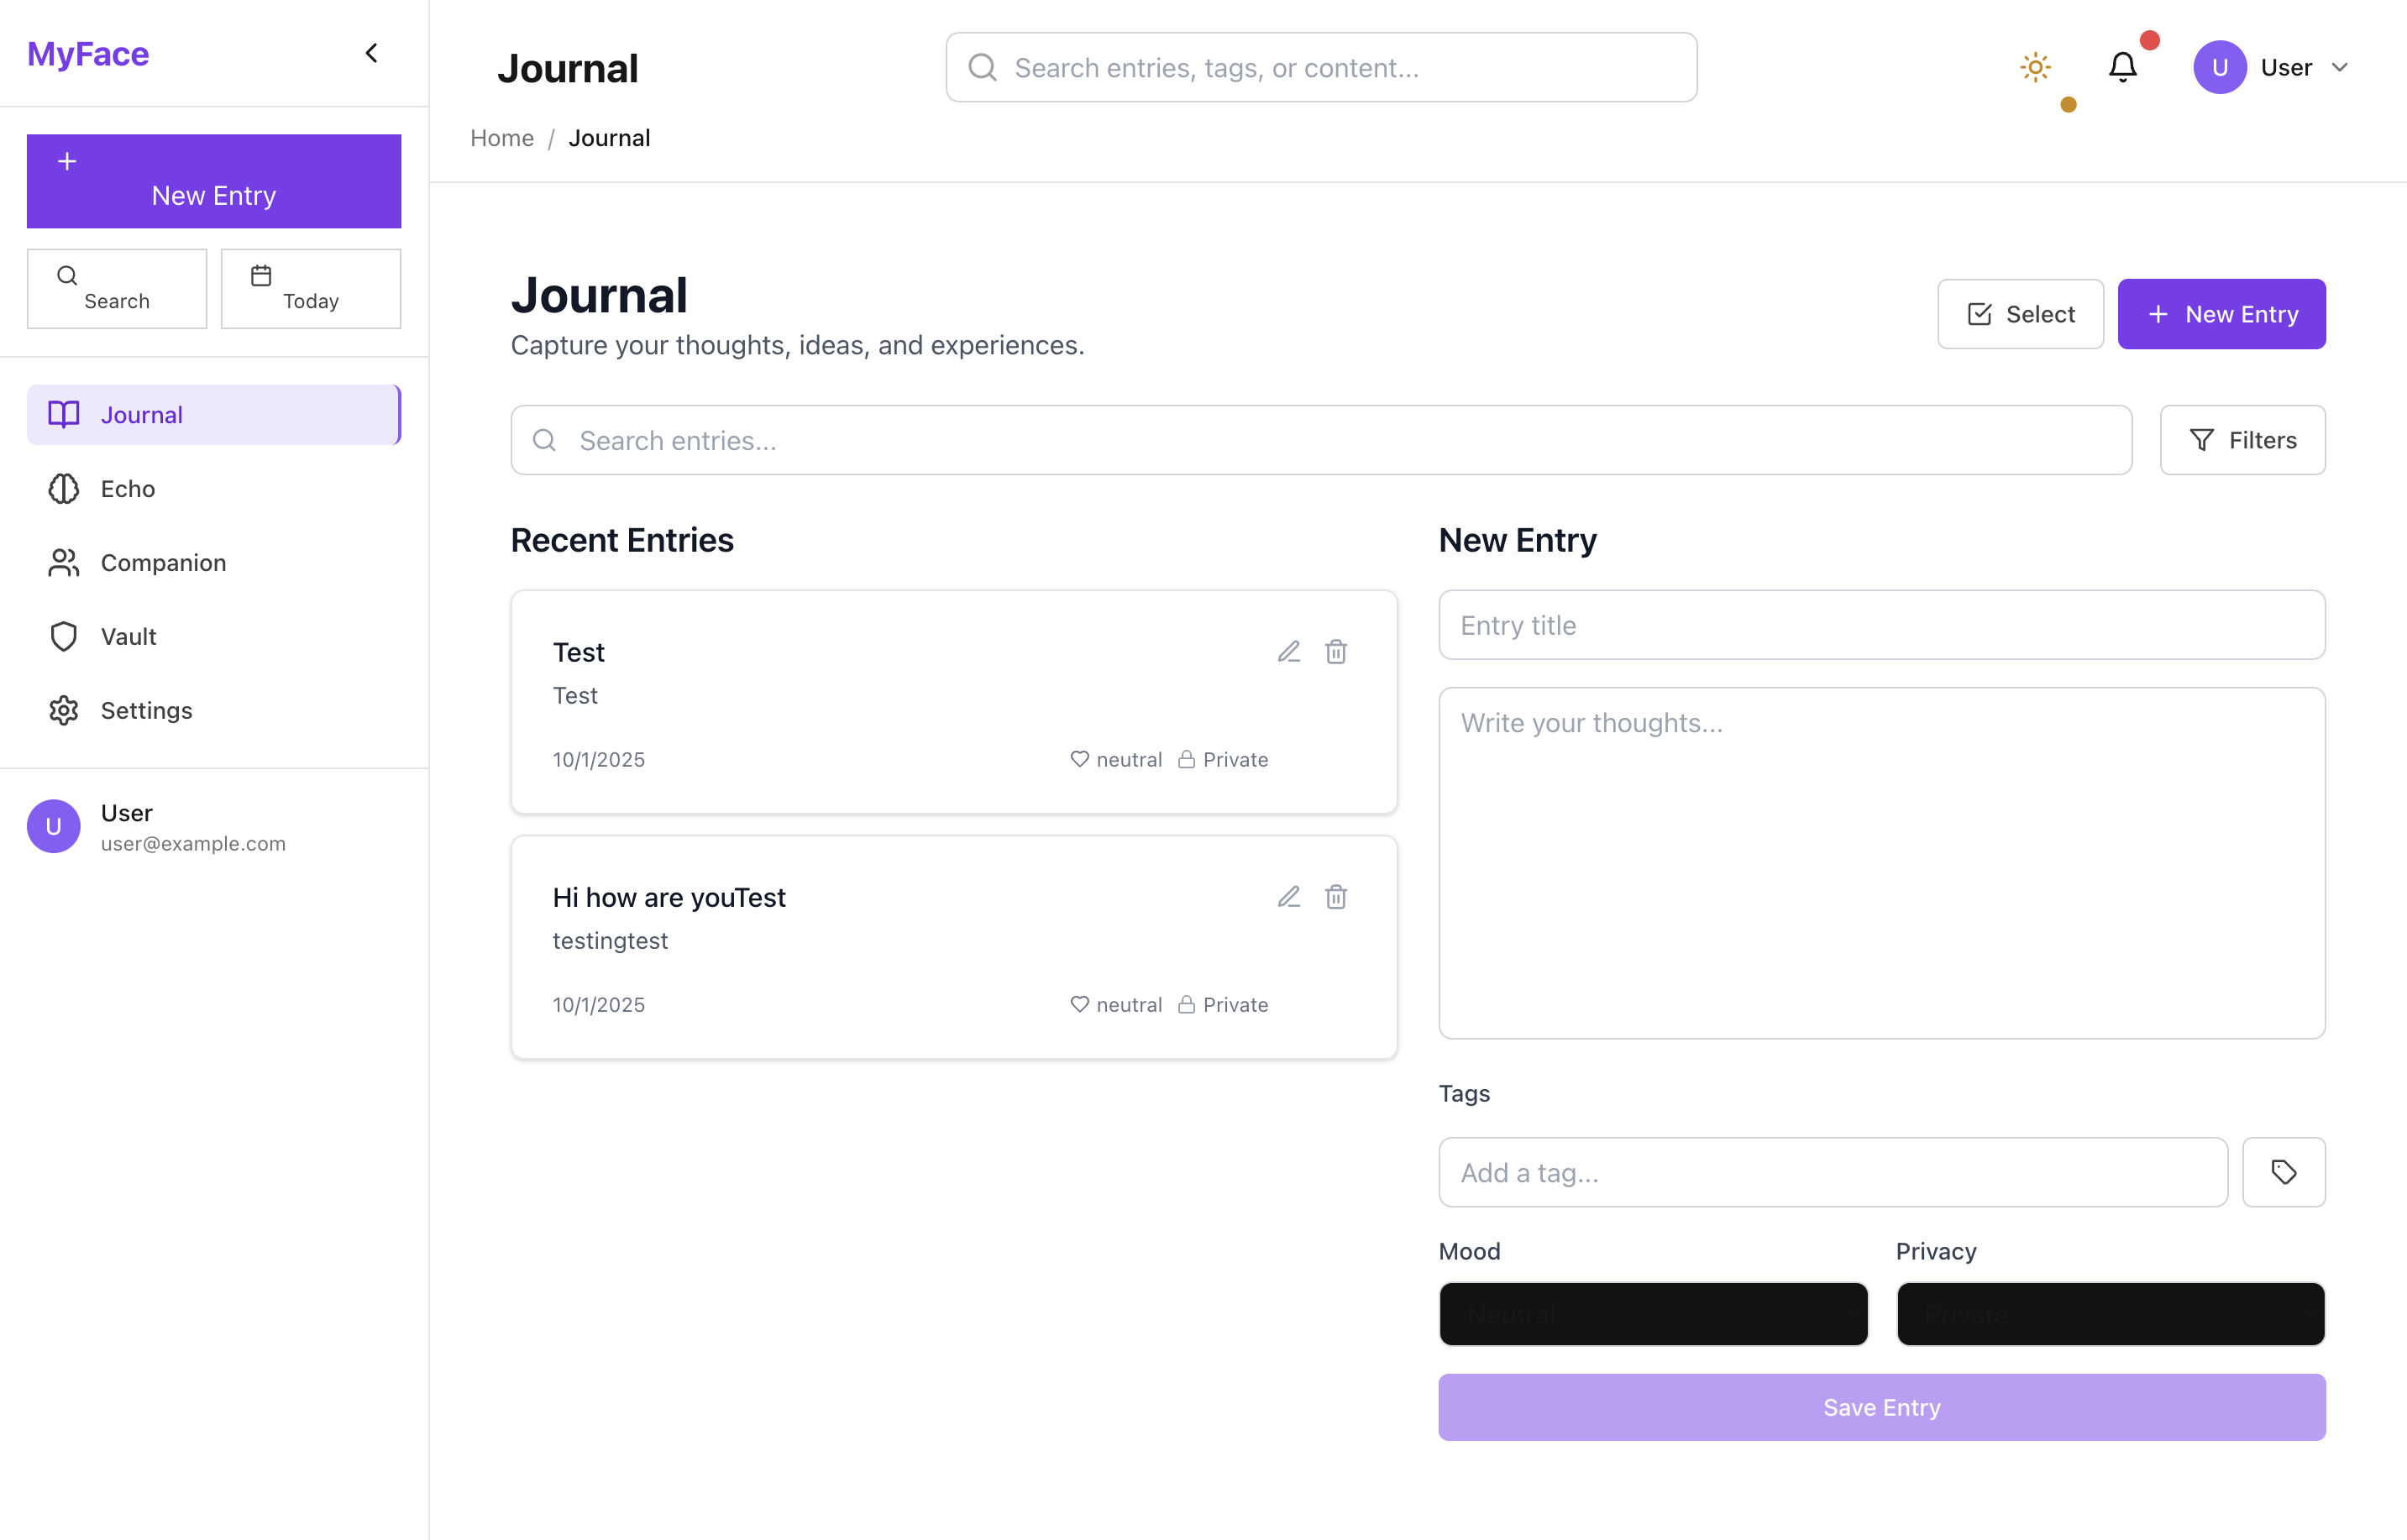 MyFace
New Entry
Search
Today
Journal
Echo
Companion
Vault
Settings
U
User
user@example.com
Journal
Search entries, tags, or content...
U
User
Home / Journal
Journal
Capture your thoughts, ideas, and experiences.
Select
New Entry
Search entries...
Filters
Recent Entries
Test
Test
10/1/2025
neutral
Private
Hi how are youTest
testingtest
10/1/2025
neutral
Private
New Entry
Entry title
Write your thoughts...
Tags
Add a tag...
Mood
Privacy
Neutral
Private
Save Entry